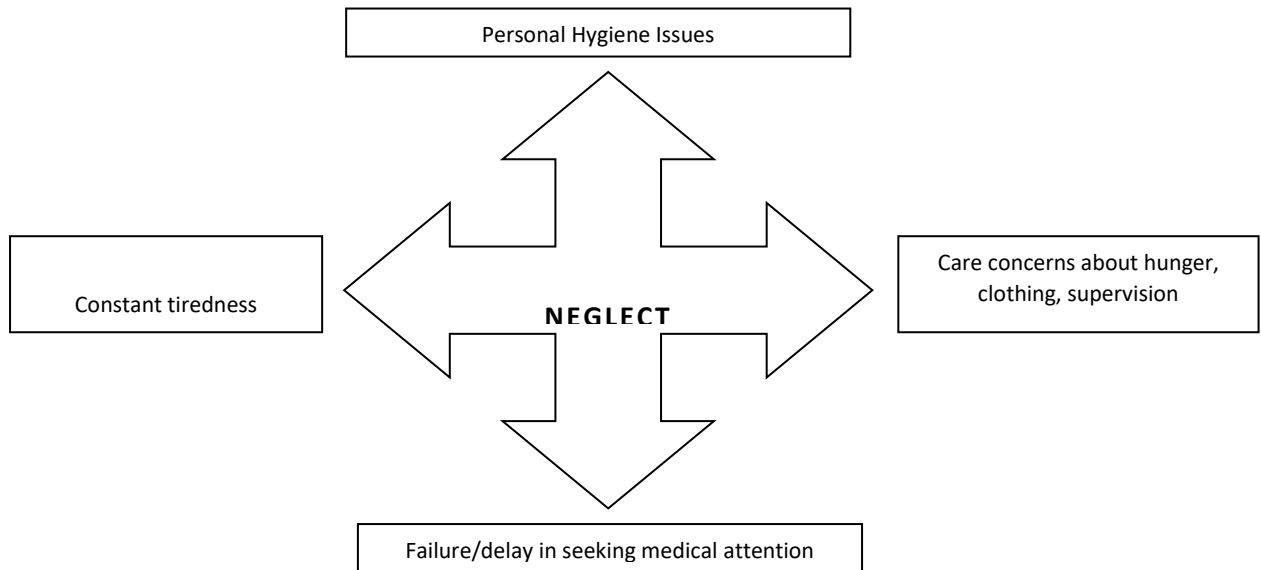 Personal Hygiene Issues
Care concerns about hunger,
clothing, supervision
Constant tiredness
NEGLECT
Failure/delay in seeking medical attention